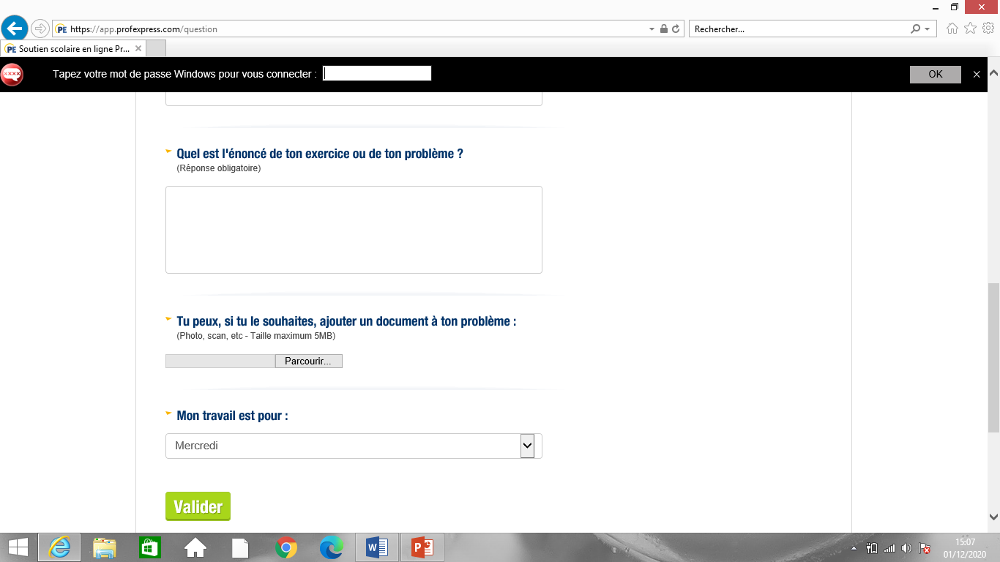 https://app.profexpress.com/question
Rechercher...
PE Soutien scolaire en ligne Pr...
xxxx
Tapez votre mot de passe Windows pour vous connecter :
OK
Quel est l'énoncé de ton exercice ou de ton problème ?
(Réponse obligatoire)
Tu peux, si tu le souhaites, ajouter un document à ton problème :
(Photo, scan, etc - Taille maximum 5MB)
Parcourir...
Mon travail est pour :
Mercredi
Valider
15:07
01/12/2020